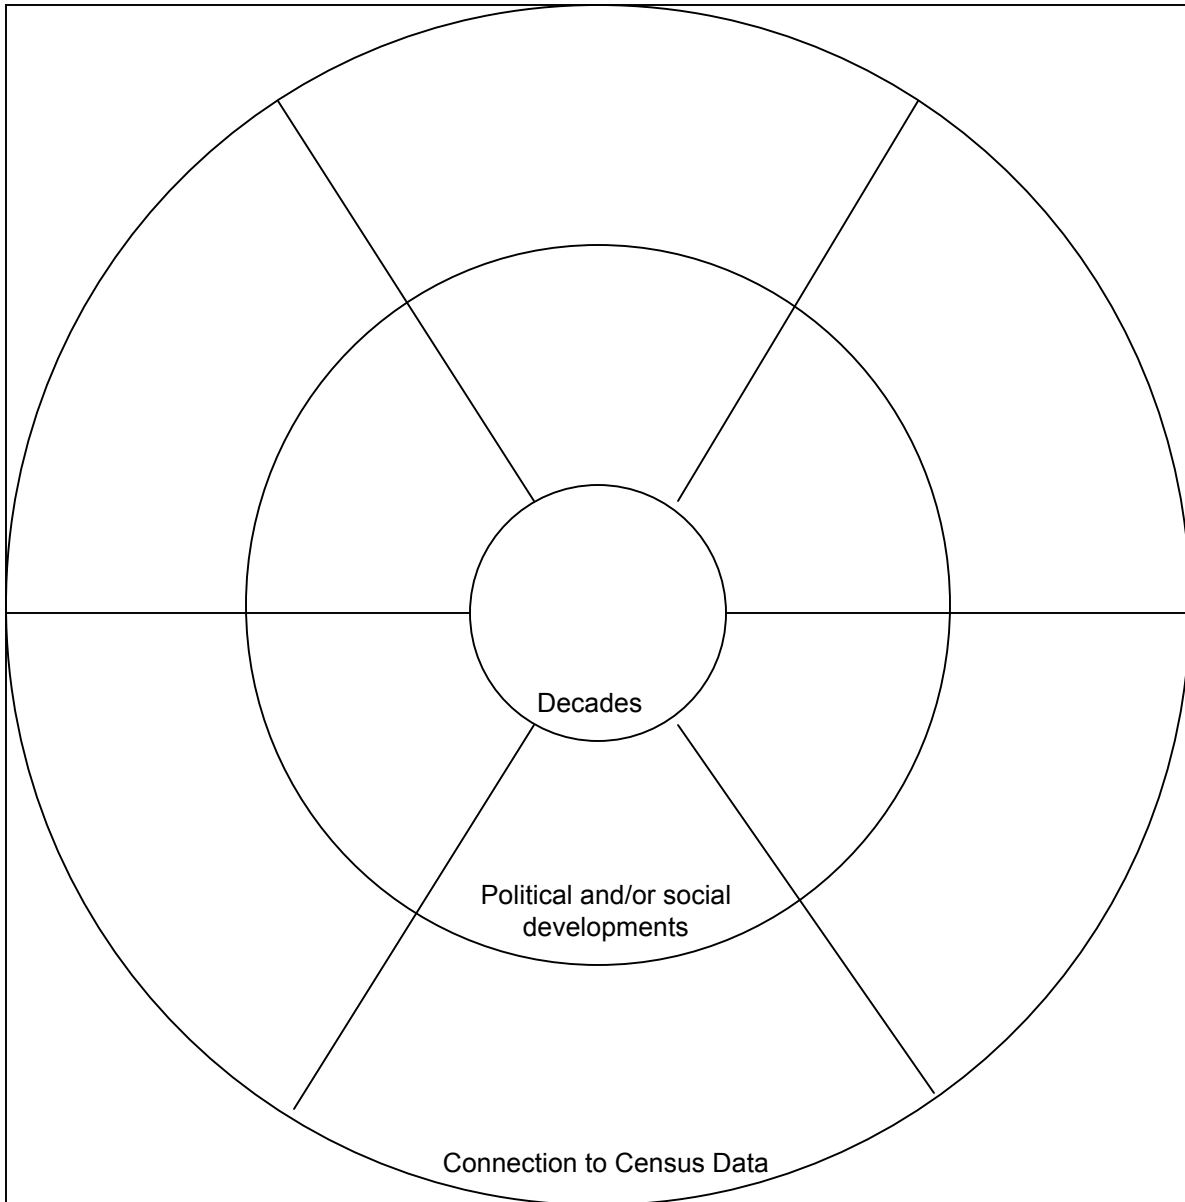 Decades
Political and/or social
developments
Connection to Census Data